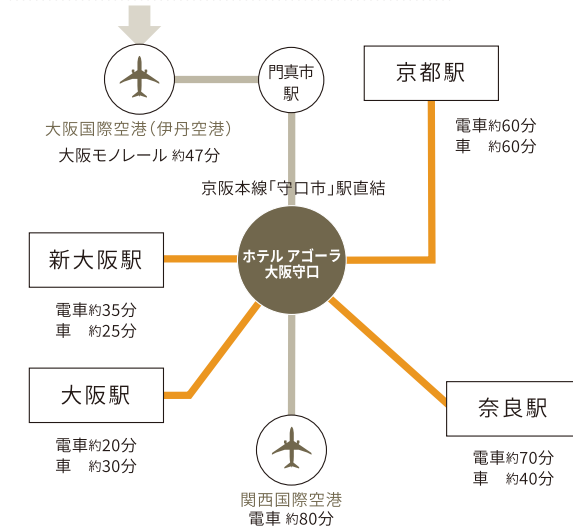 門真市
駅
京都駅
大阪国際空港（伊丹空港）
大阪モノレール 約47分
電車約60分
車 約60分
京阪本線「守口市」駅直結
ホテル アゴーラ
大阪守口
新大阪駅
電車約35分
車 約25分
大阪駅
電車約20分
車 約30分
奈良駅
電車約70分
車 約40分
関西国際空港
電車 約80分